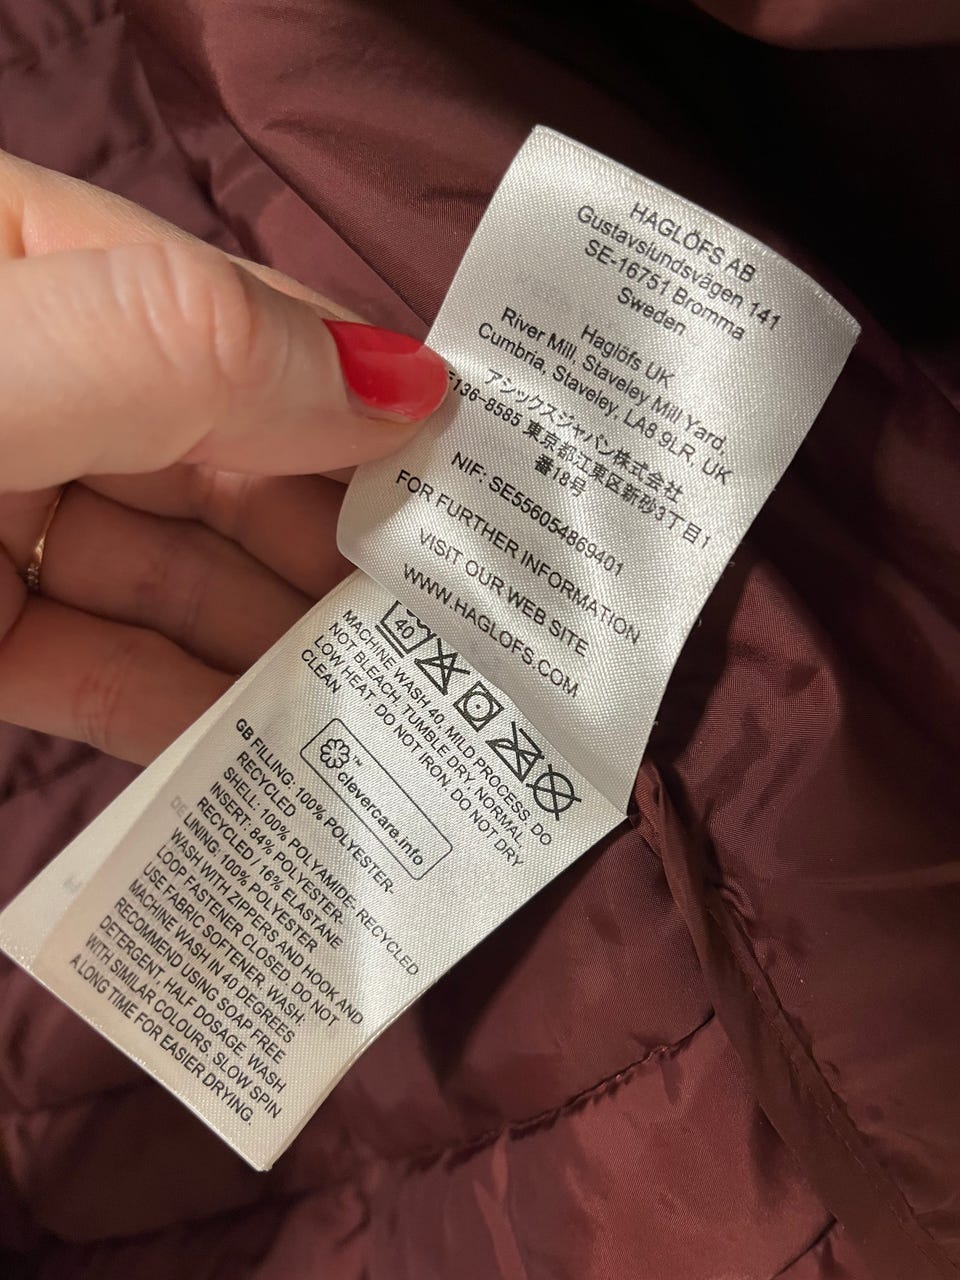 HAGLÖFS AB
Gustavslundsvägen 141
SE-16751 Bromma
Sweden
Haglöfs UK
River Mill, Staveley Mill Yard,
Cumbria, Staveley, LA8 9LR, UK
アシックスジャパン株式会社
136-8585 東京都江東区新砂3丁目1
番18号
NIF: SE556054869401
FOR FURTHER INFORMATION
VISIT OUR WEB SITE
WWW.HAGLOFS.COM
40
MACHINE WASH 40, MILD PROCESS, DO
NOT BLEACH, TUMBLE DRY, NORMAL,
LOW HEAT. DO NOT IRON, DO NOT DRY
CLEAN
™ clevercare.info
GB FILLING: 100% POLYESTER.
RECYCLED
SHELL: 100% POLYAMIDE- RECYCLED
INSERT: 84% POLYESTER-
RECYCLED / 16% ELASTANE
LINING: 100% POLYESTER
WASH WITH ZIPPERS AND HOOK AND
LOOP FASTENER CLOSED. DO NOT
USE FABRIC SOFTENER. WASH:
MACHINE WASH IN 40 DEGREES
RECOMMEND USING SOAP FREE
DETERGENT, HALF DOSAGE. WASH
WITH SIMILAR COLOURS. SLOW SPIN
A LONG TIME FOR EASIER DRYING.